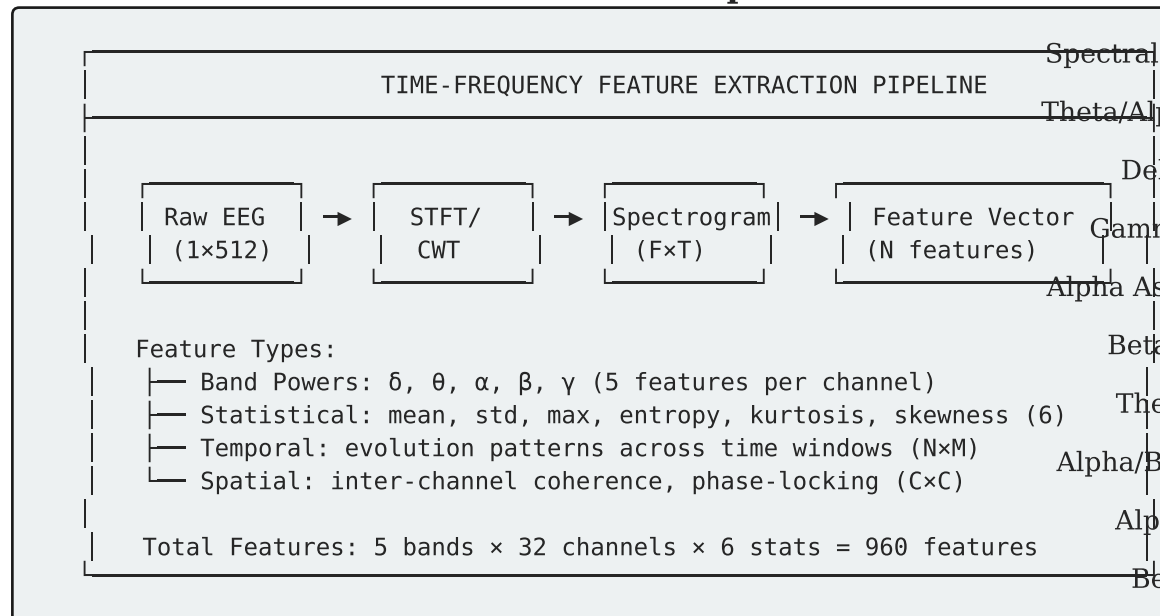 TIME-FREQUENCY FEATURE EXTRACTION PIPELINE
Raw EEG
(1×512)
STFT/
CWT
Spectrogram
(F×T)
Feature Vector
(N features)
Feature Types:
Band Powers: δ, θ, α, β, γ (5 features per channel)
Statistical: mean, std, max, entropy, kurtosis, skewness (6)
Temporal: evolution patterns across time windows (N×M)
Spatial: inter-channel coherence, phase-locking (C×C)
Total Features: 5 bands × 32 channels × 6 stats = 960 features
Spectral